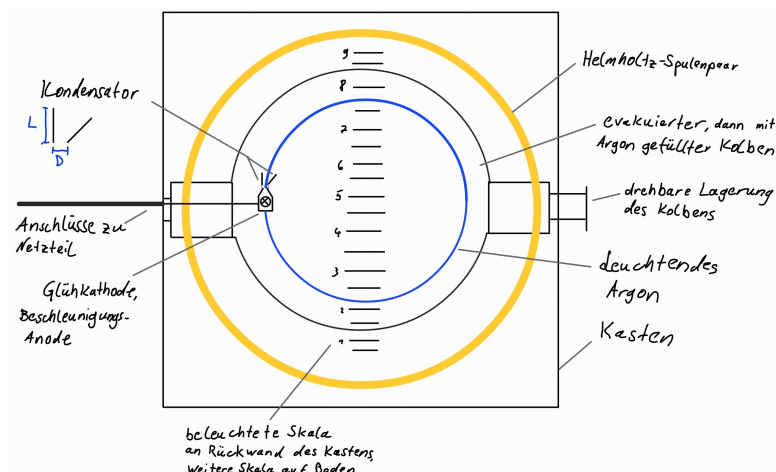 Kondensator
L
D
Anschlüsse zu
Netzteil
Glühkathode,
Beschleunigungs-
Anode
9
8
7
6
5
4
3
2
1
Helmholtz-Spulenpaar
evakuierter, dann mit
Argon gefüllter Kolben
drehbare Lagerung
des Kolbens
Leuchtendes
Argon
Kasten
beleuchtete Skala
an Rückwand des Kastens,
weitere Skala auf Boden